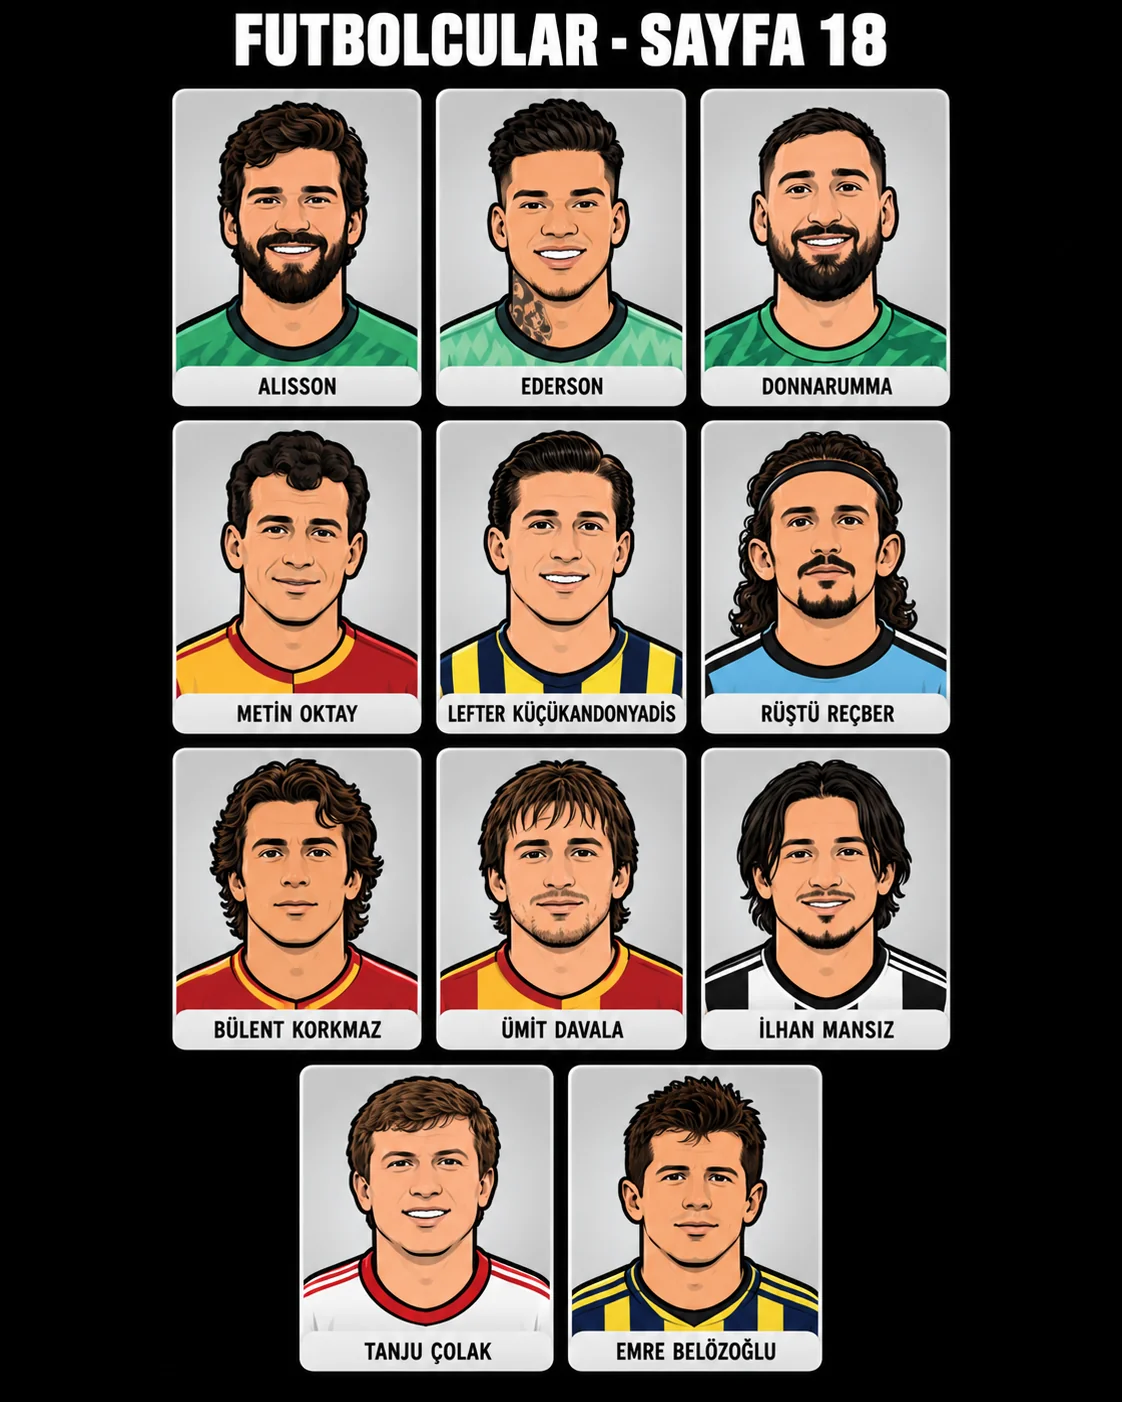 FUTBOLCULAR - SAYFA 18
ALISSON
EDERSON
DONNARUMMA
METİN OKTAY
LEFTER KÜÇÜKANDONYADİS
RÜŞTÜ REÇBER
BÜLENT KORKMAZ
ÜMİT DAVALA
İLHAN MANSIZ
TANJU ÇOLAK
EMRE BELÖZOĞLU